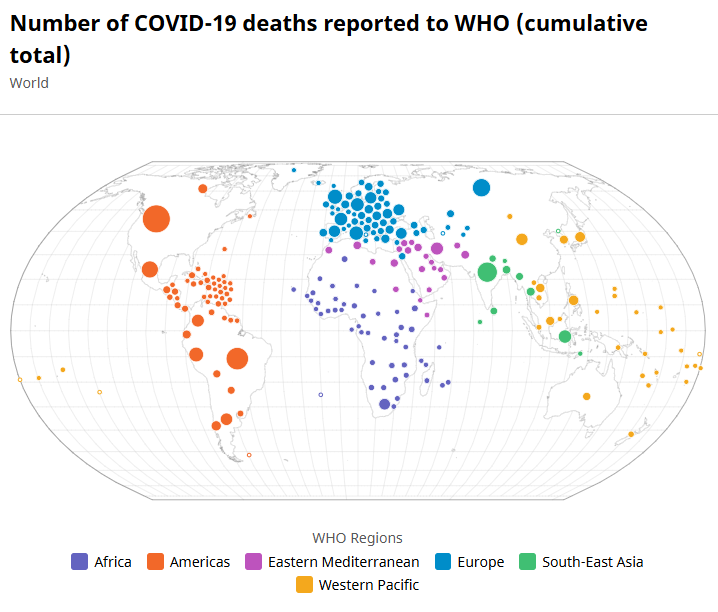 Number of COVID-19 deaths reported to WHO (cumulative
total)
World
WHO Regions
Africa Americas Eastern Mediterranean Europe South-East Asia
Western Pacific